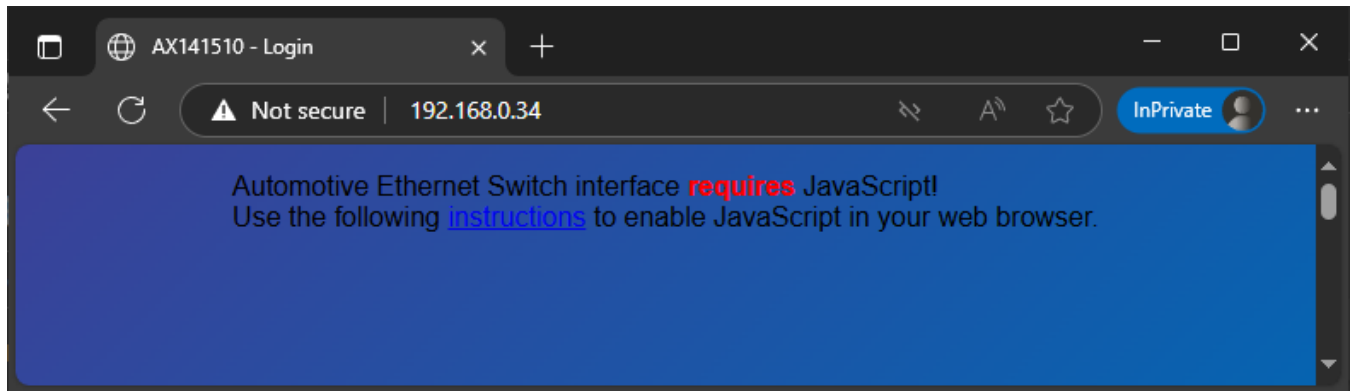 AX141510 - Login
Not secure 192.168.0.34 InPrivate
Automotive Ethernet Switch interface requires JavaScript!
Use the following instructions to enable JavaScript in your web browser.